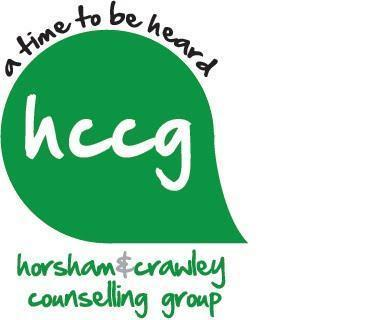 a time to be heard
hccg
horsham & crawley
counselling group